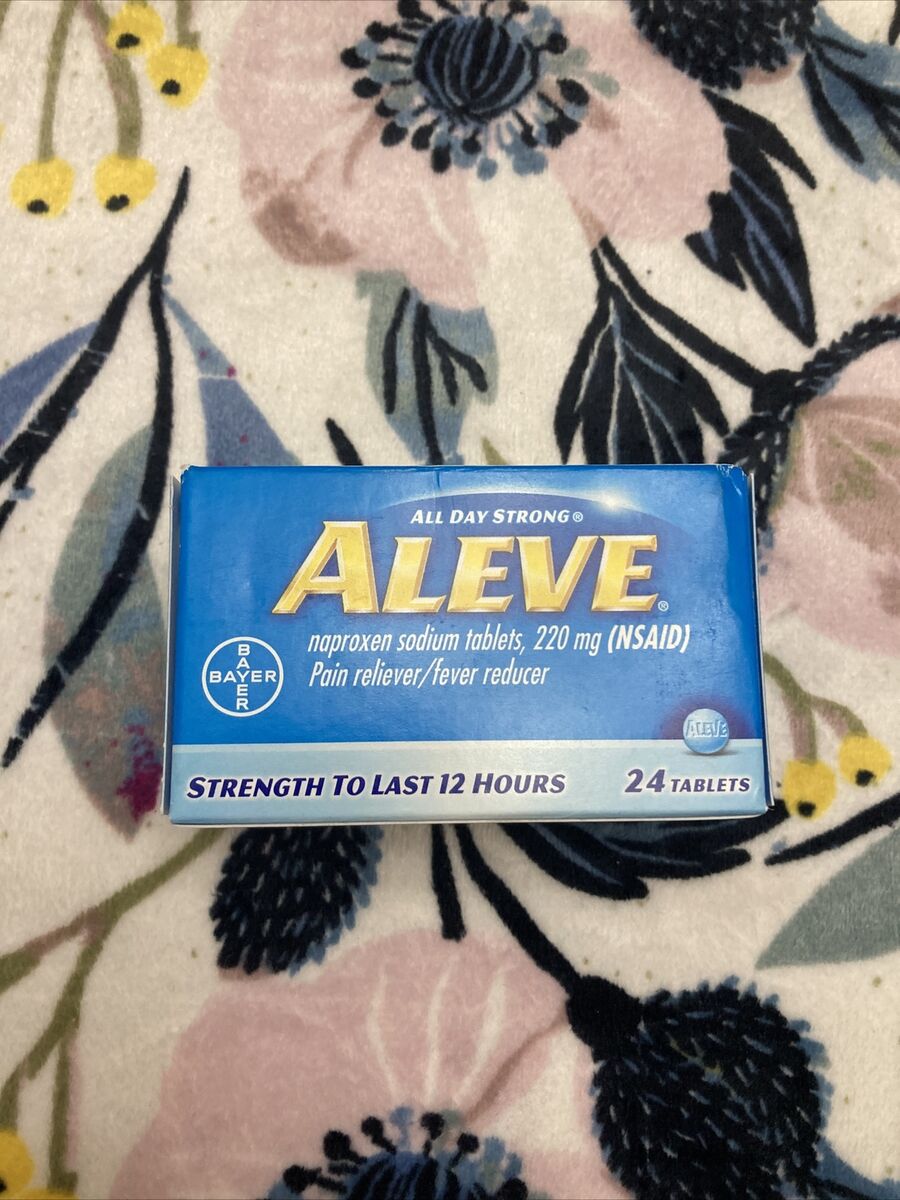 ALL DAY STRONG®
ALEVE®
naproxen sodium tablets, 220 mg (NSAID)
Pain reliever/fever reducer
BAYER
BAYER
ALEVE
STRENGTH TO LAST 12 HOURS
24 TABLETS